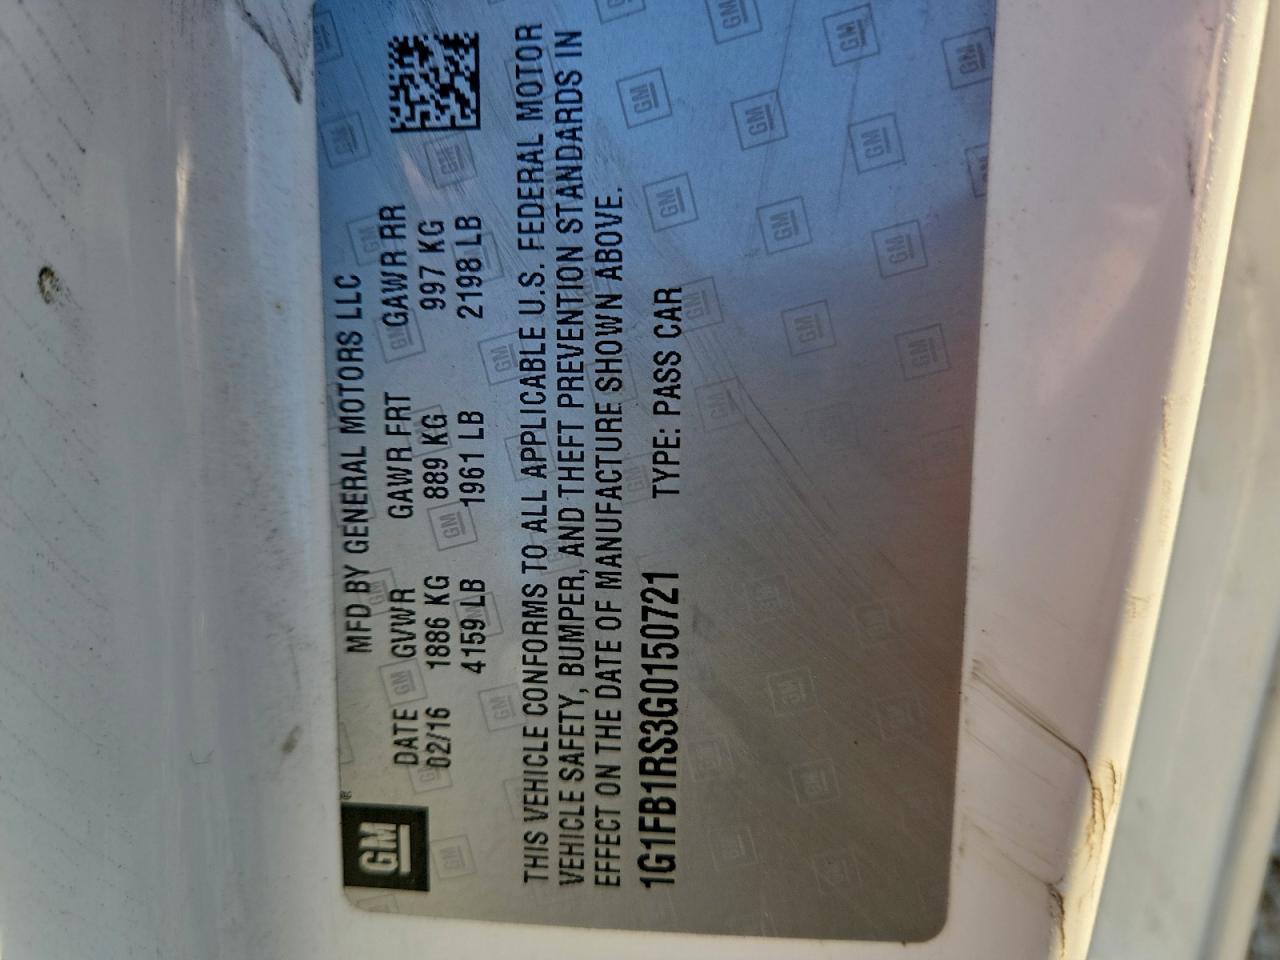 GM
MFD BY GENERAL MOTORS LLC
DATE GVWR GAWR FRT GAWR RR
02/16 1886 KG 889 KG 997 KG
4159 LB 1961 LB 2198 LB
THIS VEHICLE CONFORMS TO ALL APPLICABLE U.S. FEDERAL MOTOR
VEHICLE SAFETY, BUMPER, AND THEFT PREVENTION STANDARDS IN
EFFECT ON THE DATE OF MANUFACTURE SHOWN ABOVE.
1G1FB1RS3G0150721 TYPE: PASS CAR